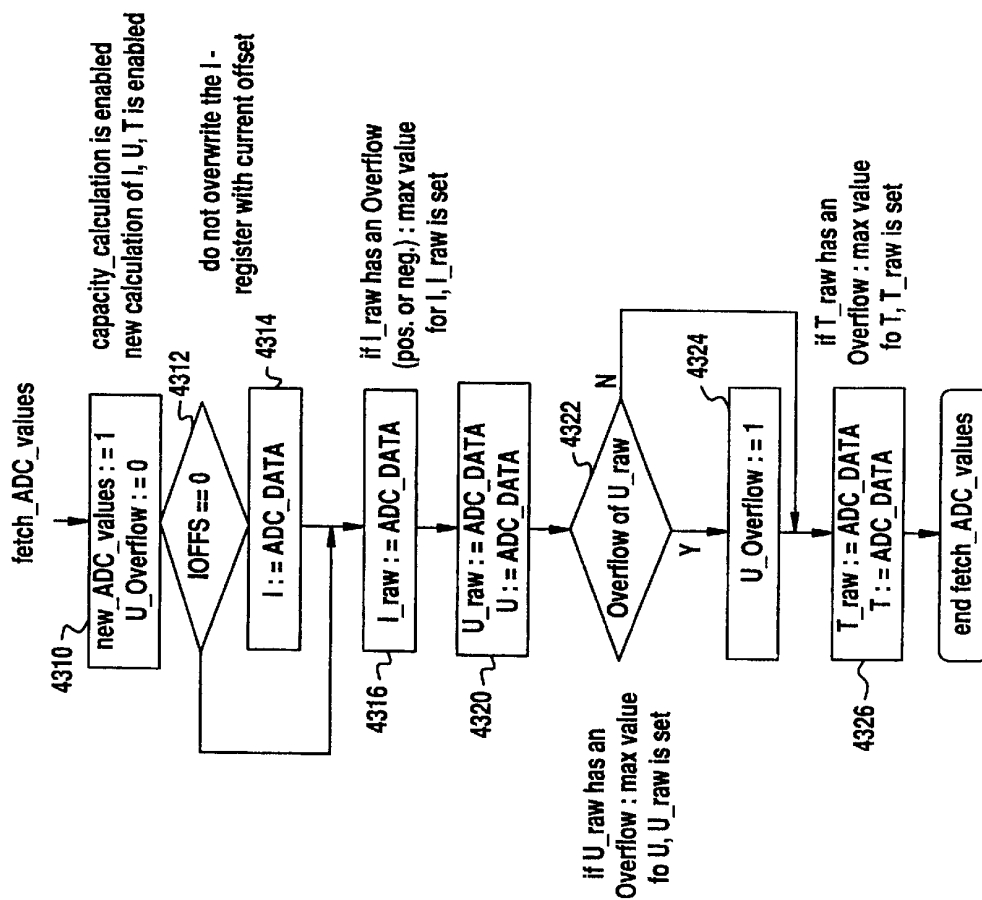 fetch_ADC_values
capacity_calculation is enabled
new calculation of I, U, T is enabled
4310
new_ADC_values : = 1
U_Overflow : = 0
4312
IOFFS == 0
do not overwrite the I -
register with current offset
4314
I : = ADC_DATA
if I_raw has an Overflow
(pos. or neg.) : max value
for I, I_raw is set
4316
I_raw : = ADC_DATA
4320
U_raw : = ADC_DATA
U : = ADC_DATA
if U_raw has an
Overflow : max value
fo U, U_raw is set
4322
Overflow of U_raw
N
Y
4324
U_Overflow : = 1
if T_raw has an
Overflow : max value
fo T, T_raw is set
4326
T_raw : = ADC_DATA
T : = ADC_DATA
end fetch_ADC_values